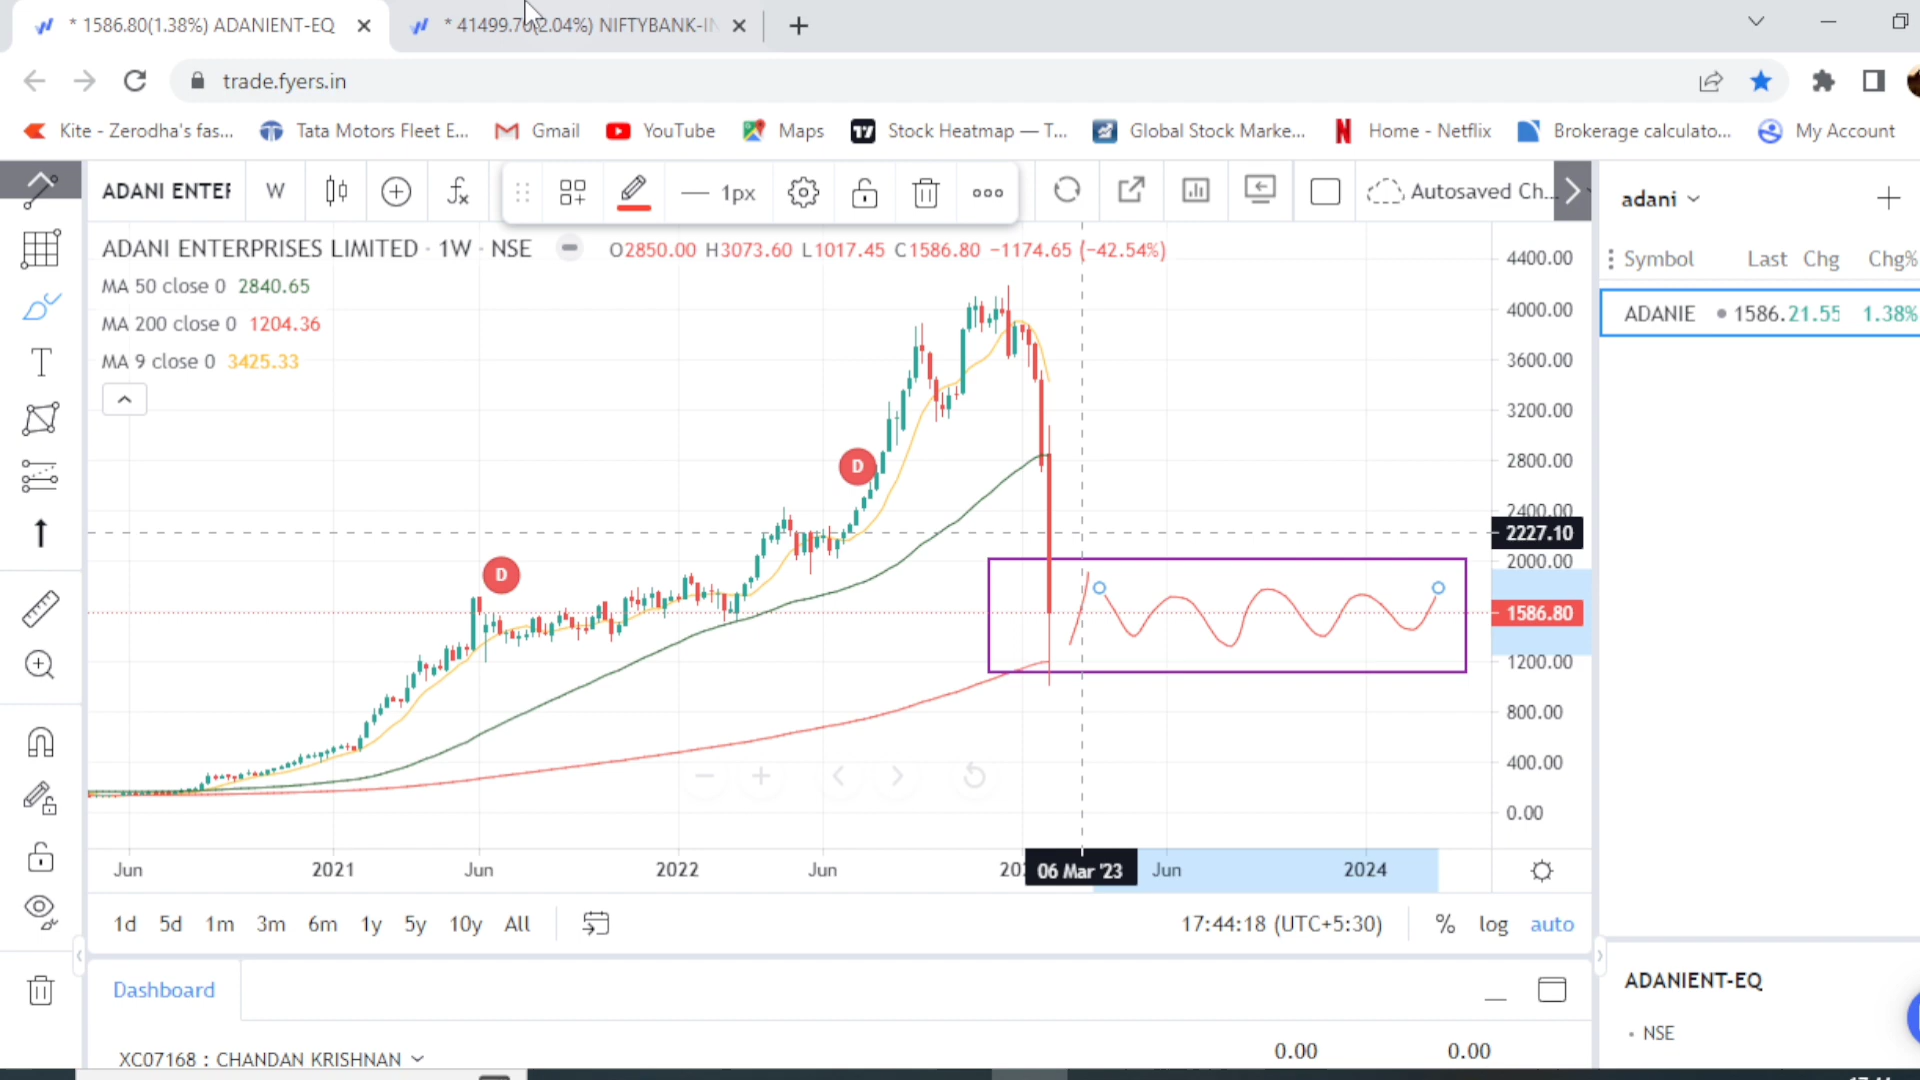 * 1586.80(1.38%) ADANIENT-EQ
* 41499.70(2.04%) NIFTYBANK-IN
trade.fyers.in
Kite - Zerodha's fas...
Tata Motors Fleet E...
Gmail
YouTube
Maps
Stock Heatmap — T...
Global Stock Marke...
Home - Netflix
Brokerage calculato...
My Account
ADANI ENTER
W
1px
Autosaved Ch...
adani
ADANI ENTERPRISES LIMITED · 1W · NSE
O2850.00 H3073.60 L1017.45 C1586.80 −1174.65 (−42.54%)
MA 50 close 0 2840.65
MA 200 close 0 1204.36
MA 9 close 0 3425.33
Symbol Last Chg Chg%
ADANIE 1586. 21.55 1.38%
D
D
4400.00
4000.00
3600.00
3200.00
2800.00
2400.00
2227.10
2000.00
1586.80
1200.00
800.00
400.00
0.00
Jun 2021 Jun 2022 Jun 06 Mar '23 Jun 2024
1d 5d 1m 3m 6m 1y 5y 10y All
17:44:18 (UTC+5:30) % log auto
Dashboard
XC07168 : CHANDAN KRISHNAN
0.00 0.00
ADANIENT-EQ
• NSE